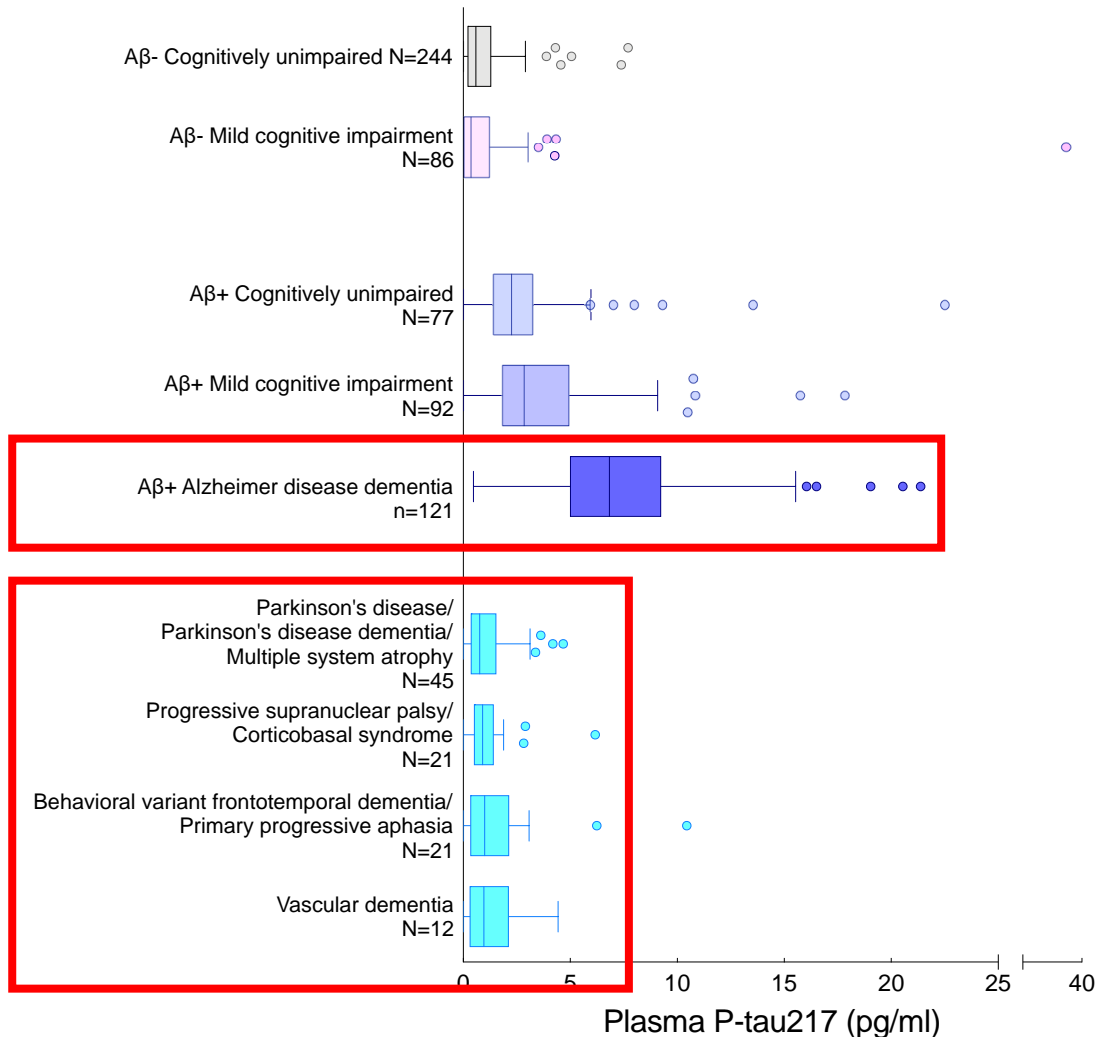 Aβ- Cognitively unimpaired N=244
Aβ- Mild cognitive impairment
N=86
Aβ+ Cognitively unimpaired
N=77
Aβ+ Mild cognitive impairment
N=92
Aβ+ Alzheimer disease dementia
n=121
Parkinson's disease/
Parkinson's disease dementia/
Multiple system atrophy
N=45
Progressive supranuclear palsy/
Corticobasal syndrome
N=21
Behavioral variant frontotemporal dementia/
Primary progressive aphasia
N=21
Vascular dementia
N=12
0 5 10 15 20 25 40
Plasma P-tau217 (pg/ml)